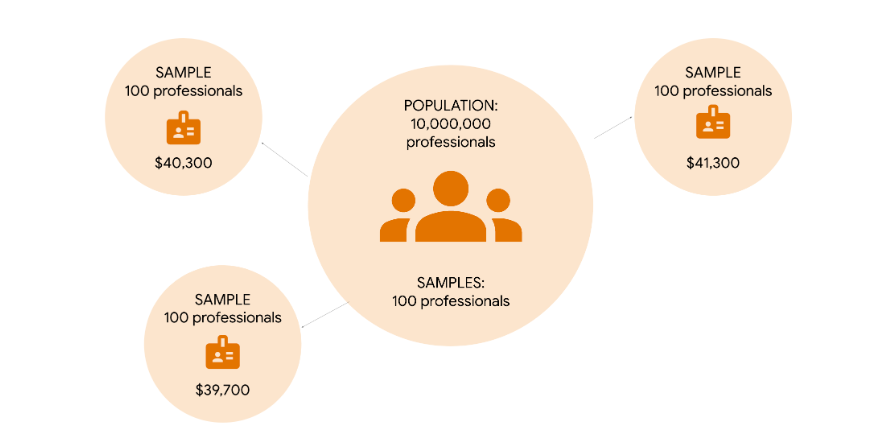 SAMPLE
100 professionals
$40,300
POPULATION:
10,000,000
professionals
SAMPLES:
100 professionals
SAMPLE
100 professionals
$41,300
SAMPLE
100 professionals
$39,700